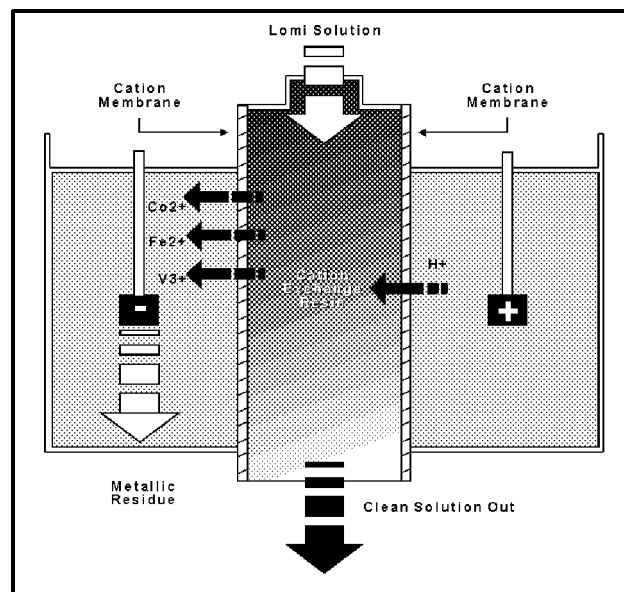 Lomi Solution
Cation
Membrane
Cation
Membrane
Co2+
Fe2+
V3+
H+
Cation
Exchange
Resin
-
+
Metallic
Residue
Clean Solution Out